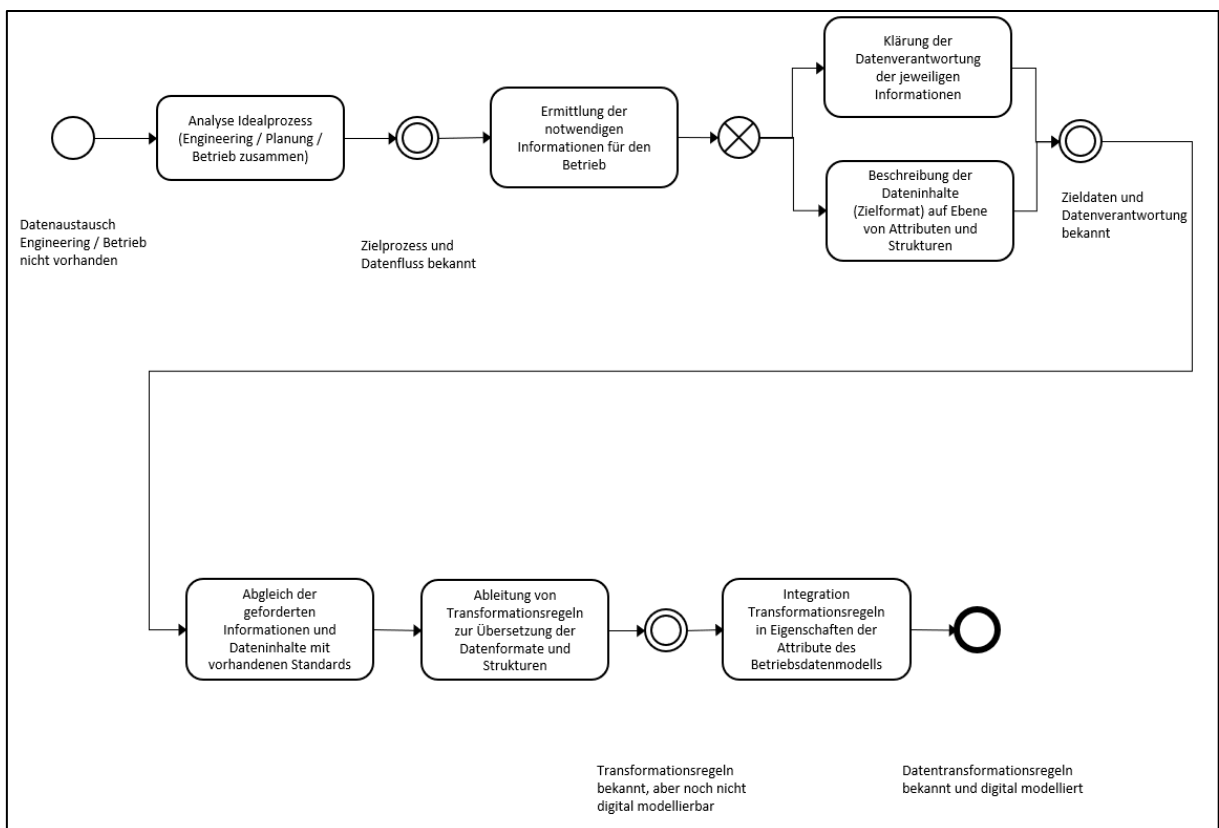 Analyse Idealprozess
(Engineering / Planung /
Betrieb zusammen)
Ermittlung der
notwendigen
Informationen für den
Betrieb
Klärung der
Datenverantwortung
der jeweiligen
Informationen
Beschreibung der
Dateninhalte
(Zielformat) auf Ebene
von Attributen und
Strukturen
Datenaustausch
Engineering / Betrieb
nicht vorhanden
Zielprozess und
Datenfluss bekannt
Zieldaten und
Datenverantwortung
bekannt
Abgleich der
geforderten
Informationen und
Dateninhalte mit
vorhandenen Standards
Ableitung von
Transformationsregeln
zur Übersetzung der
Datenformate und
Strukturen
Integration
Transformationsregeln
in Eigenschaften der
Attribute des
Betriebsdatenmodells
Transformationsregeln
bekannt, aber noch nicht
digital modellierbar
Datentransformationsregeln
bekannt und digital modelliert